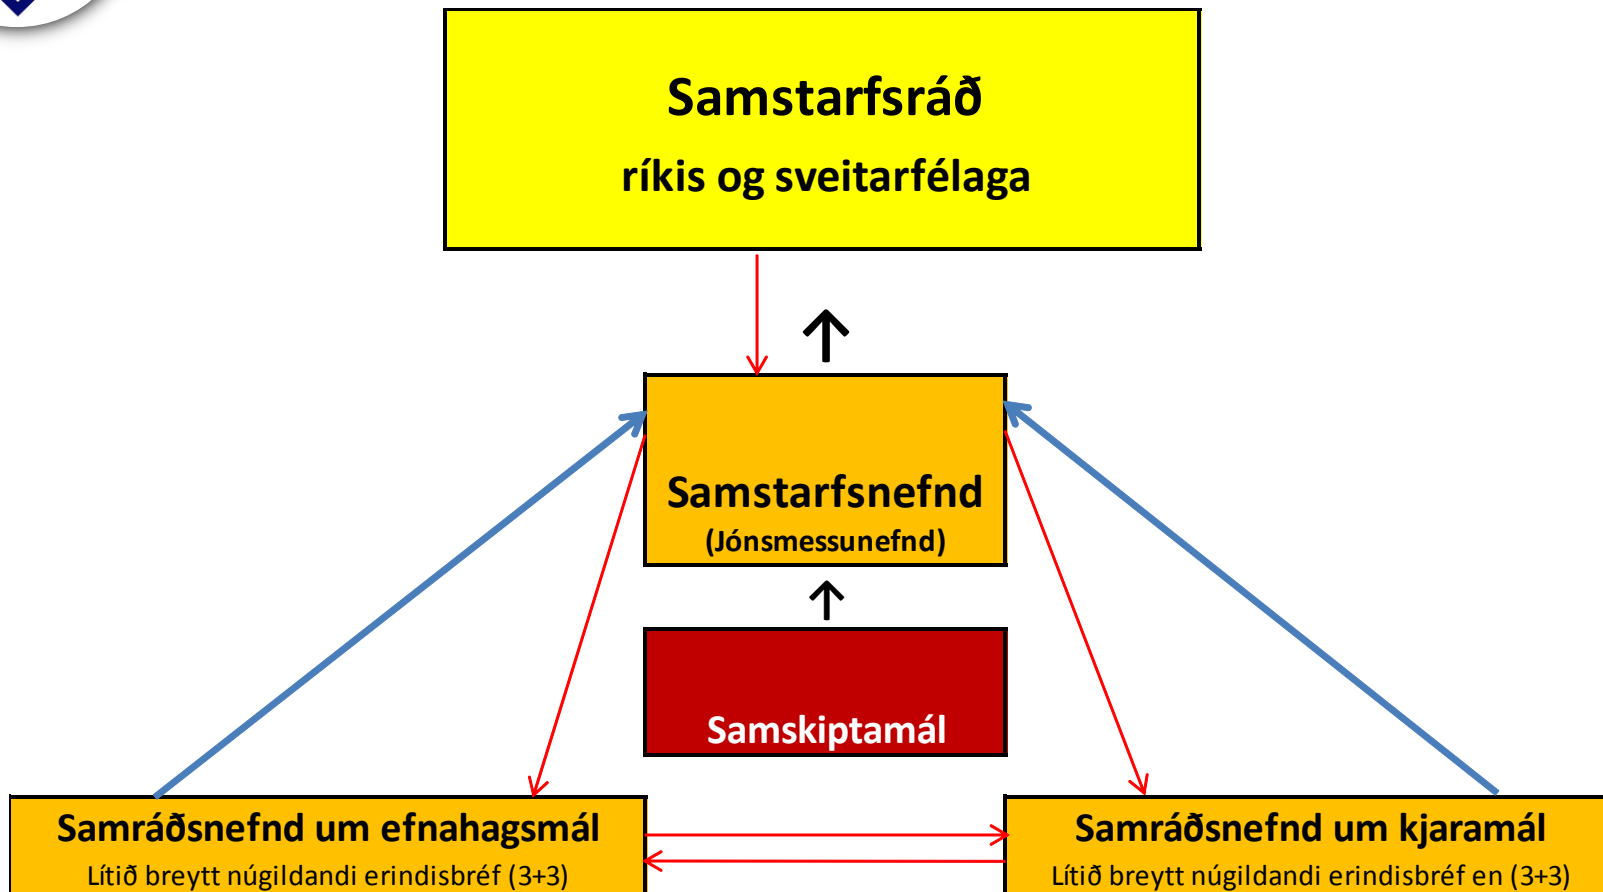 Samstarfsráð
ríkis og sveitarfélaga
Samstarfsnefnd
(Jónsmessunefnd)
Samskiptamál
Samráðsnefnd um efnahagsmál
Lítið breytt núgildandi erindisbréf (3+3)
Samráðsnefnd um kjaramál
Lítið breytt núgildandi erindisbréf en (3+3)